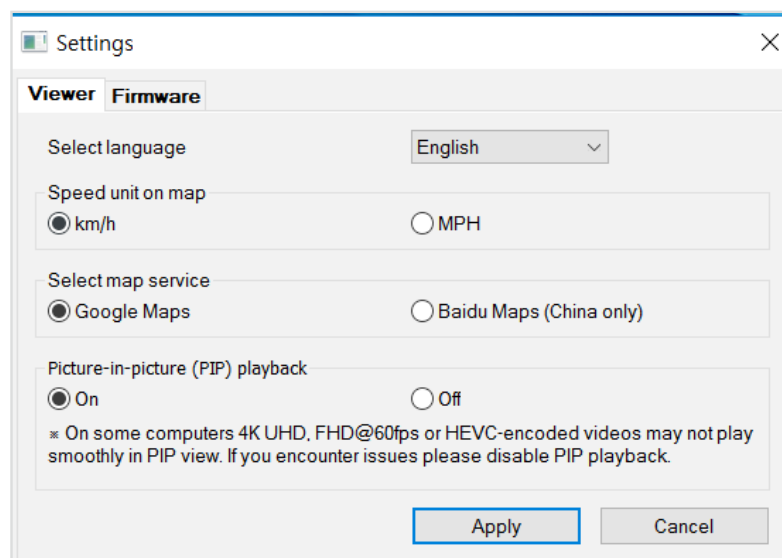 Settings
Viewer Firmware
Select language English
Speed unit on map
km/h MPH
Select map service
Google Maps Baidu Maps (China only)
Picture-in-picture (PIP) playback
On Off
※ On some computers 4K UHD, FHD@60fps or HEVC-encoded videos may not play
smoothly in PIP view. If you encounter issues please disable PIP playback.
Apply Cancel